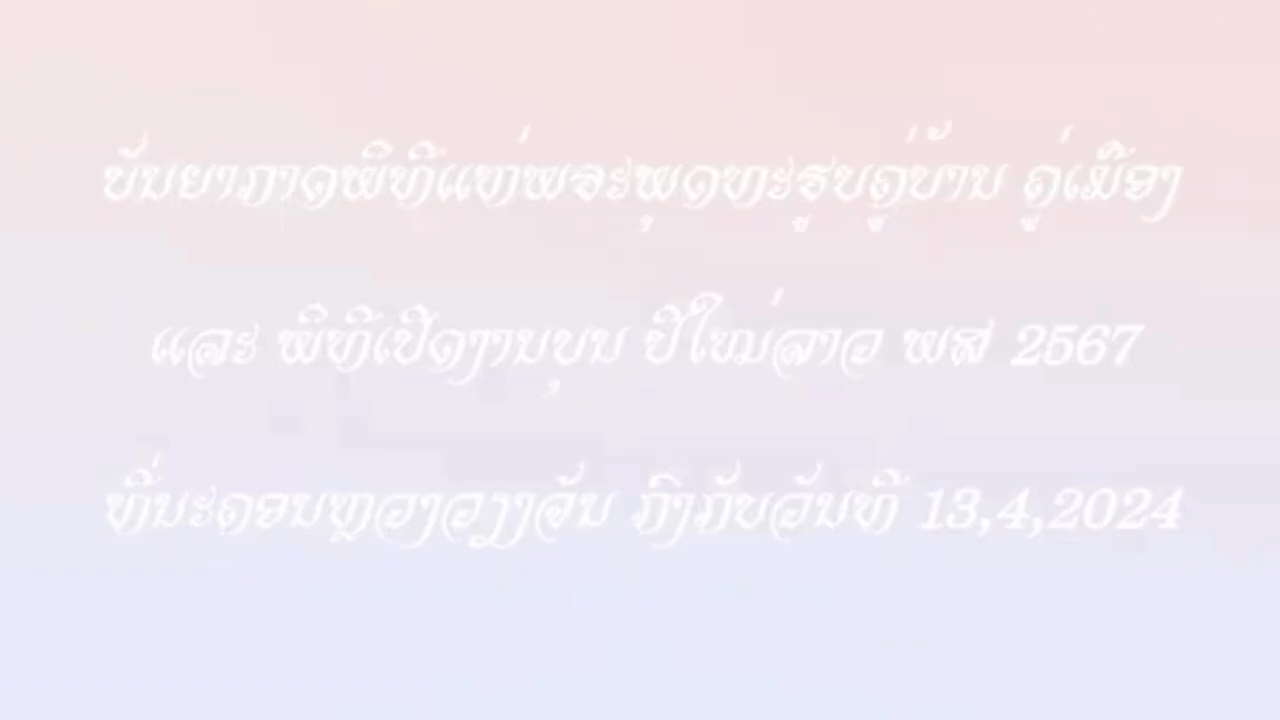 ບັນຍາກາດພິທີແຫ່ພຣະພຸດທະຮູບຄູ່ບ້ານ ຄູ່ເມືອງ
ແລະ ພິທີເປີດງານບຸນ ປີໃໝ່ລາວ ພສ 2567
ທີ່ນະຄອນຫຼວງວຽງຈັນ ກົງກັບວັນທີ 13,4,2024